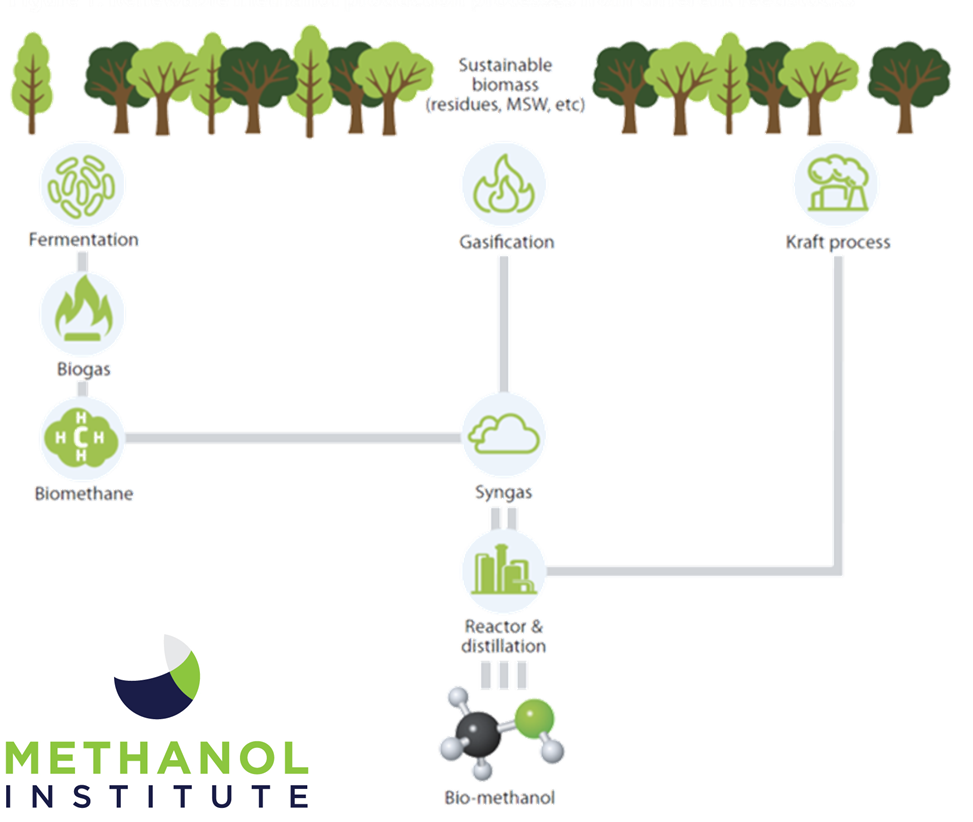 Sustainable
biomass
(residues, MSW, etc)
Fermentation
Gasification
Kraft process
Biogas
H
H C H
H
Biomethane
Syngas
Reactor &
distillation
Bio-methanol
METHANOL
INSTITUTE